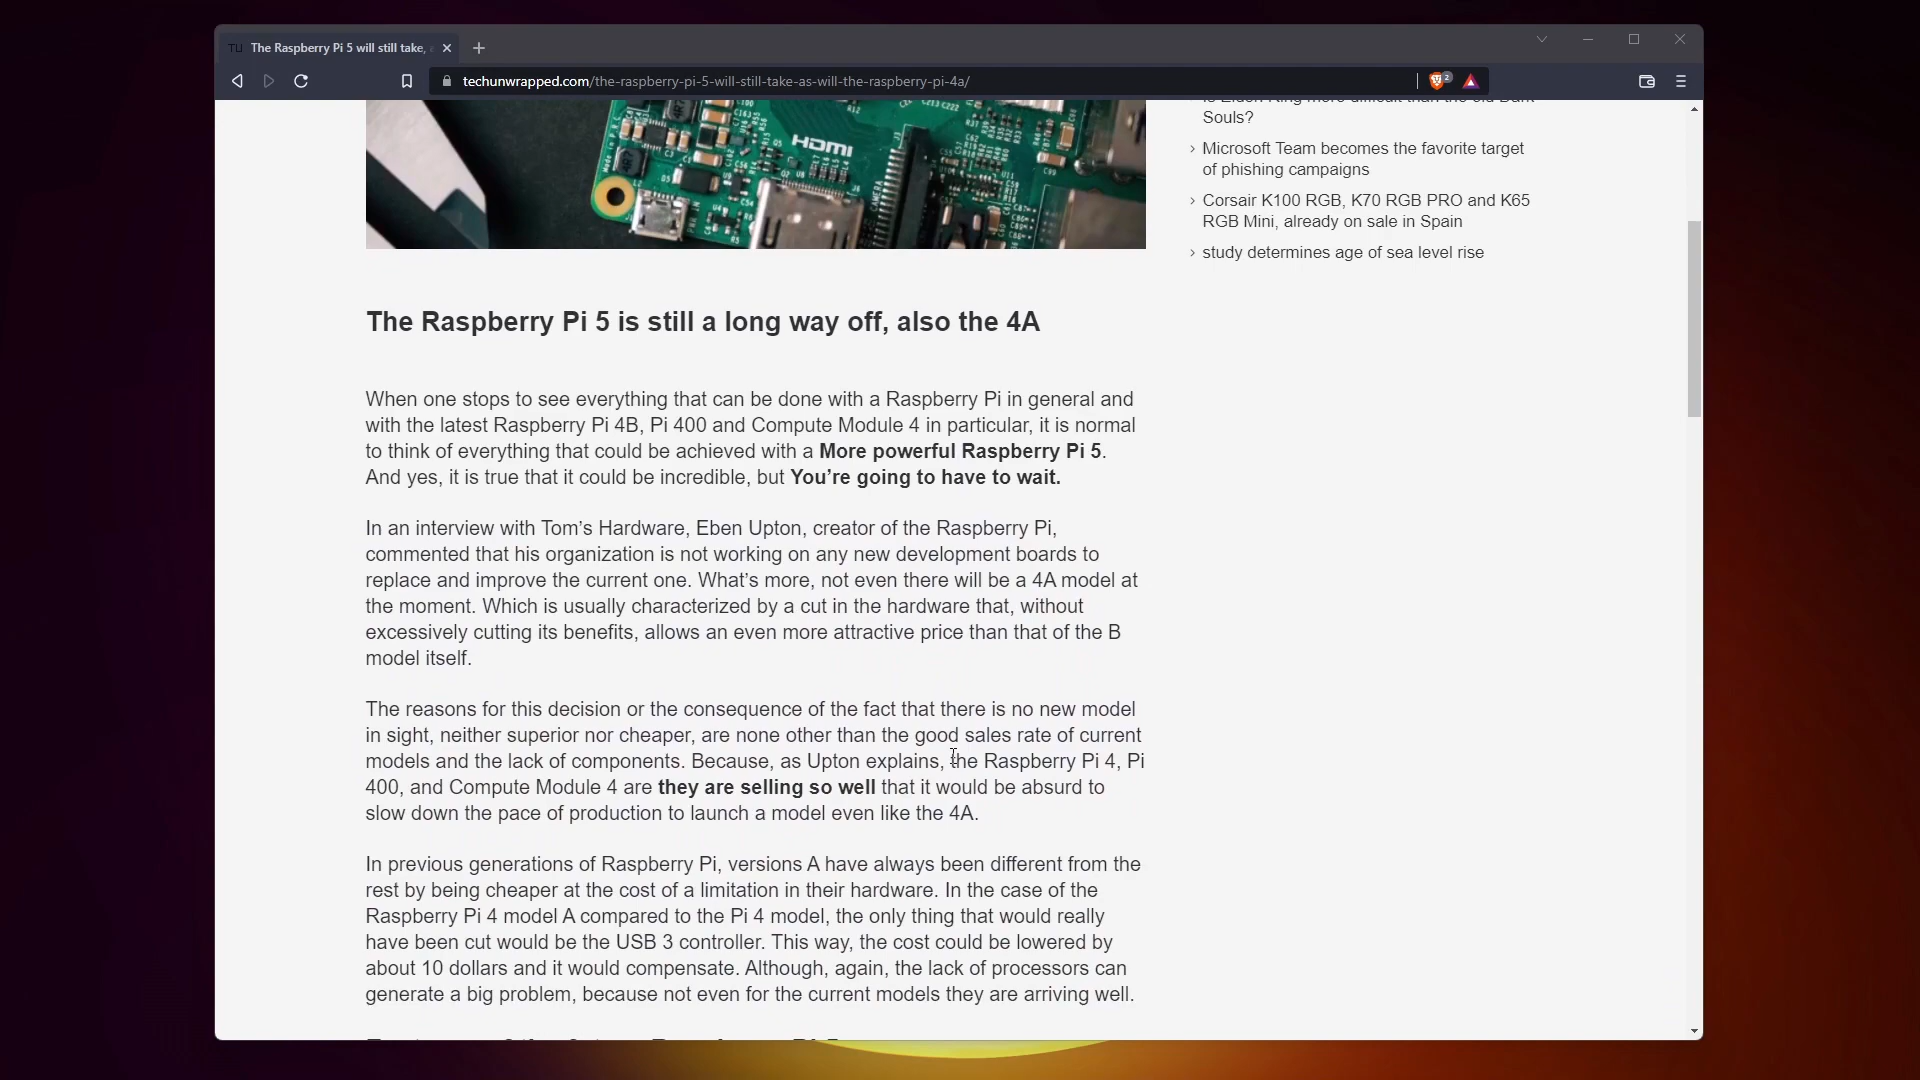 The Raspberry Pi 5 will still take,
techunwrapped.com/the-raspberry-pi-5-will-still-take-as-will-the-raspberry-pi-4a/
2
HDMI
CAMERA
Is Elden Ring more difficult than the old Dark
Souls?
Microsoft Team becomes the favorite target
of phishing campaigns
Corsair K100 RGB, K70 RGB PRO and K65
RGB Mini, already on sale in Spain
study determines age of sea level rise
The Raspberry Pi 5 is still a long way off, also the 4A
When one stops to see everything that can be done with a Raspberry Pi in general and
with the latest Raspberry Pi 4B, Pi 400 and Compute Module 4 in particular, it is normal
to think of everything that could be achieved with a More powerful Raspberry Pi 5.
And yes, it is true that it could be incredible, but You’re going to have to wait.
In an interview with Tom’s Hardware, Eben Upton, creator of the Raspberry Pi,
commented that his organization is not working on any new development boards to
replace and improve the current one. What’s more, not even there will be a 4A model at
the moment. Which is usually characterized by a cut in the hardware that, without
excessively cutting its benefits, allows an even more attractive price than that of the B
model itself.
The reasons for this decision or the consequence of the fact that there is no new model
in sight, neither superior nor cheaper, are none other than the good sales rate of current
models and the lack of components. Because, as Upton explains, the Raspberry Pi 4, Pi
400, and Compute Module 4 are they are selling so well that it would be absurd to
slow down the pace of production to launch a model even like the 4A.
In previous generations of Raspberry Pi, versions A have always been different from the
rest by being cheaper at the cost of a limitation in their hardware. In the case of the
Raspberry Pi 4 model A compared to the Pi 4 model, the only thing that would really
have been cut would be the USB 3 controller. This way, the cost could be lowered by
about 10 dollars and it would compensate. Although, again, the lack of processors can
generate a big problem, because not even for the current models they are arriving well.